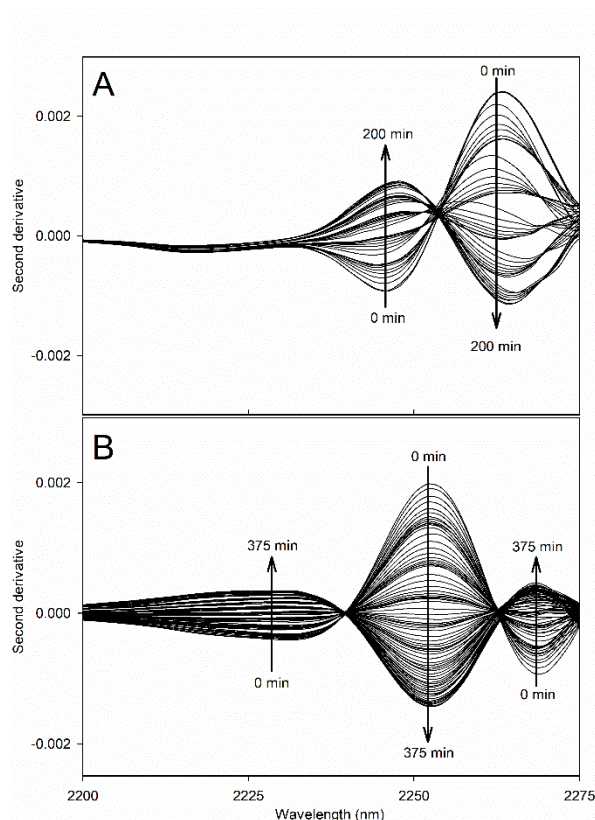 A
0 min
0.002
200 min
Second derivative
0.000
0 min
200 min
-0.002
B
0 min
0.002
375 min
375 min
Second derivative
0.000
0 min
0 min
375 min
-0.002
2200
2225
2250
2275
Wavelength (nm)